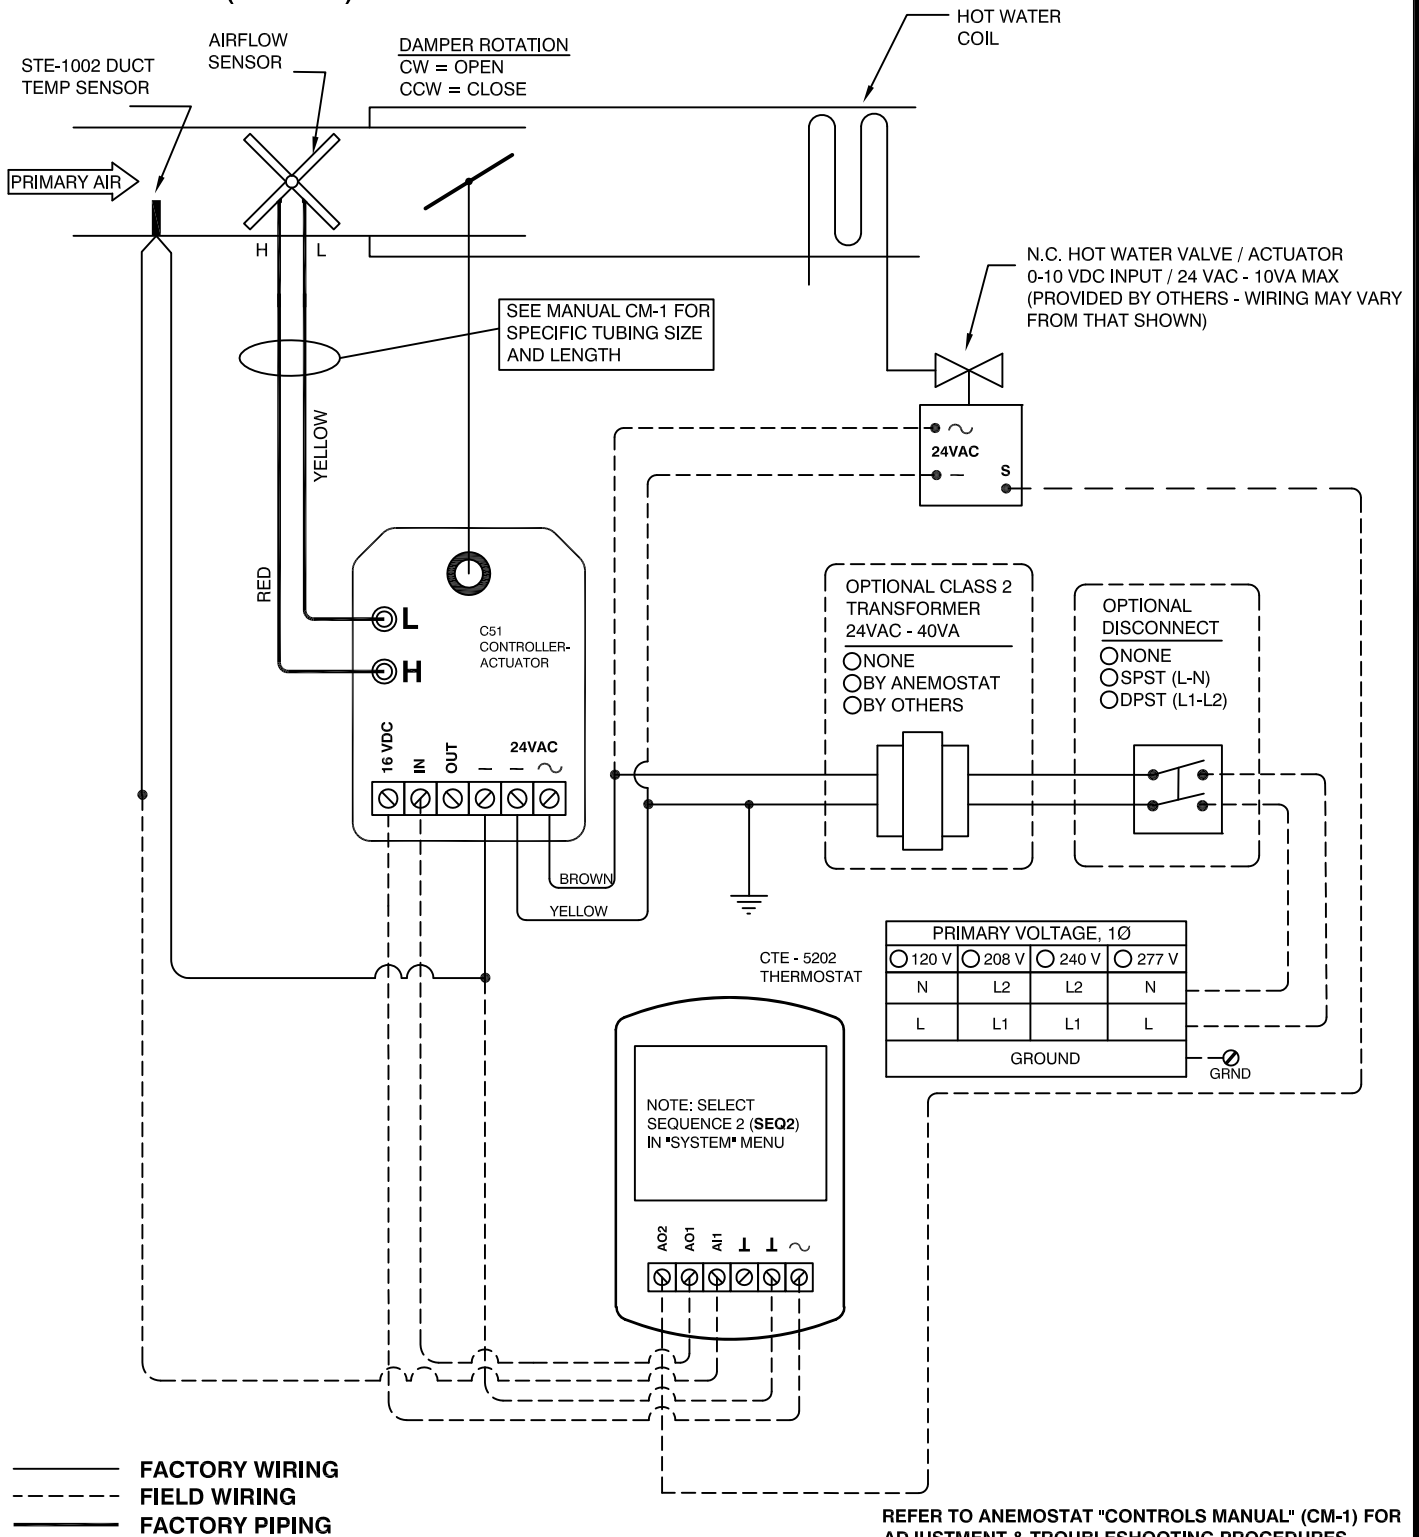 HOT WATER
COIL
AIRFLOW
SENSOR
DAMPER ROTATION
CW = OPEN
CCW = CLOSE
STE-1002 DUCT
TEMP SENSOR
PRIMARY AIR
H
L
N.C. HOT WATER VALVE / ACTUATOR
0-10 VDC INPUT / 24 VAC - 10VA MAX
(PROVIDED BY OTHERS - WIRING MAY VARY
FROM THAT SHOWN)
SEE MANUAL CM-1 FOR
SPECIFIC TUBING SIZE
AND LENGTH
YELLOW
RED
24VAC
S
L
H
C51
CONTROLLER-
ACTUATOR
16 VDC
IN
OUT
24VAC
OPTIONAL CLASS 2
TRANSFORMER
24VAC - 40VA
NONE
BY ANEMOSTAT
BY OTHERS
OPTIONAL
DISCONNECT
NONE
SPST (L-N)
DPST (L1-L2)
BROWN
YELLOW
PRIMARY VOLTAGE, 1Ø
120 V 208 V 240 V 277 V
N L2 L2 N
L L1 L1 L
GROUND
GRND
CTE - 5202
THERMOSTAT
NOTE: SELECT
SEQUENCE 2 (SEQ2)
IN "SYSTEM" MENU
AO2
AO1
AI1
FACTORY WIRING
FIELD WIRING
FACTORY PIPING
REFER TO ANEMOSTAT "CONTROLS MANUAL" (CM-1) FOR
ADJUSTMENT & TROUBLESHOOTING PROCEDURES